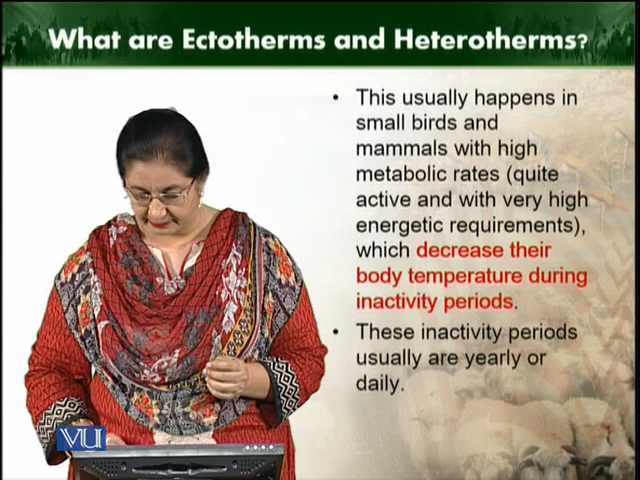 What are Ectotherms and Heterotherms?
• This usually happens in
small birds and
mammals with high
metabolic rates (quite
active and with very high
energetic requirements),
which decrease their
body temperature during
inactivity periods.
• These inactivity periods
usually are yearly or
daily.
VU